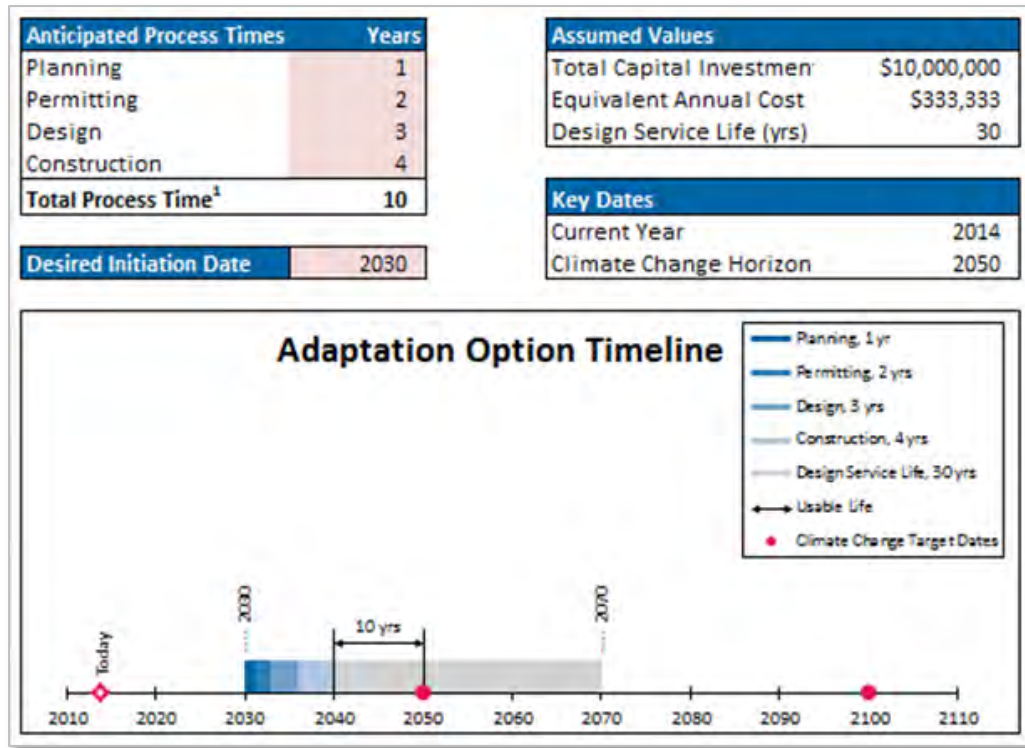 Anticipated Process Times Years
Planning 1
Permitting 2
Design 3
Construction 4
Total Process Time¹ 10
Desired Initiation Date 2030
Assumed Values
Total Capital Investmen $10,000,000
Equivalent Annual Cost $333,333
Design Service Life (yrs) 30
Key Dates
Current Year 2014
Climate Change Horizon 2050
Adaptation Option Timeline
Planning, 1 yr
Permitting, 2 yrs
Design, 3 yrs
Construction, 4 yrs
Design Service Life, 30 yrs
Usable Life
Climate Change Target Dates
Today
2030
10 yrs
2070
2010 2020 2030 2040 2050 2060 2070 2080 2090 2100 2110